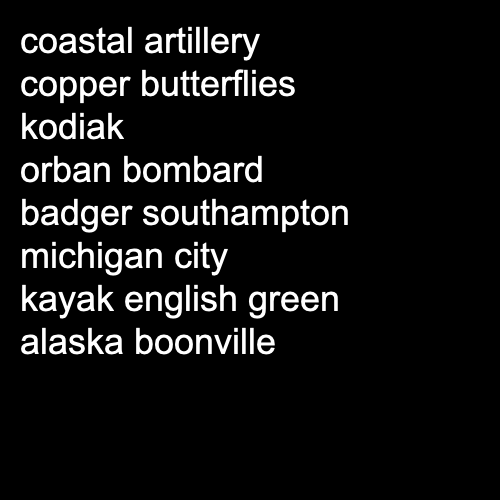 coastal artillery
copper butterflies
kodiak
orban bombard
badger southampton
michigan city
kayak english green
alaska boonville